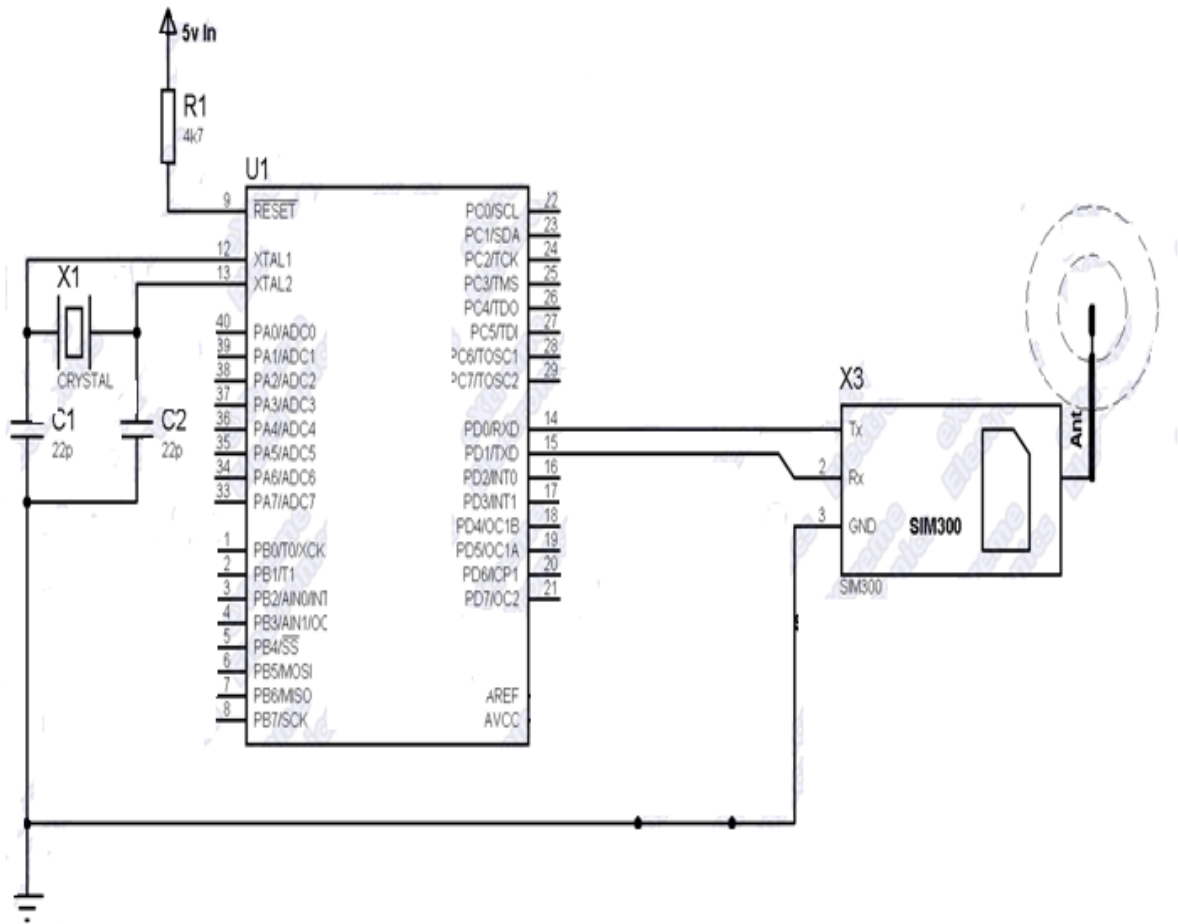 5v In
R1
4k7
U1
9
RESET
12
XTAL1
13
XTAL2
X1
CRYSTAL
C1
22p
C2
22p
40
PA0/ADC0
39
PA1/ADC1
38
PA2/ADC2
37
PA3/ADC3
36
PA4/ADC4
35
PA5/ADC5
34
PA6/ADC6
33
PA7/ADC7
1
PB0/T0/XCK
2
PB1/T1
3
PB2/AIN0/INT
4
PB3/AIN1/OC
5
PB4/SS
6
PB5/MOSI
7
PB6/MISO
8
PB7/SCK
PC0/SCL
22
PC1/SDA
23
PC2/TCK
24
PC3/TMS
25
PC4/TDO
26
PC5/TDI
27
PC6/TOSC1
28
PC7/TOSC2
29
PD0/RXD
14
PD1/TXD
15
PD2/INT0
16
PD3/INT1
17
PD4/OC1B
18
PD5/OC1A
19
PD6/ICP1
20
PD7/OC2
21
AREF
AVCC
X3
Tx
2
Rx
3
GND
SIM300
SIM300
Ant